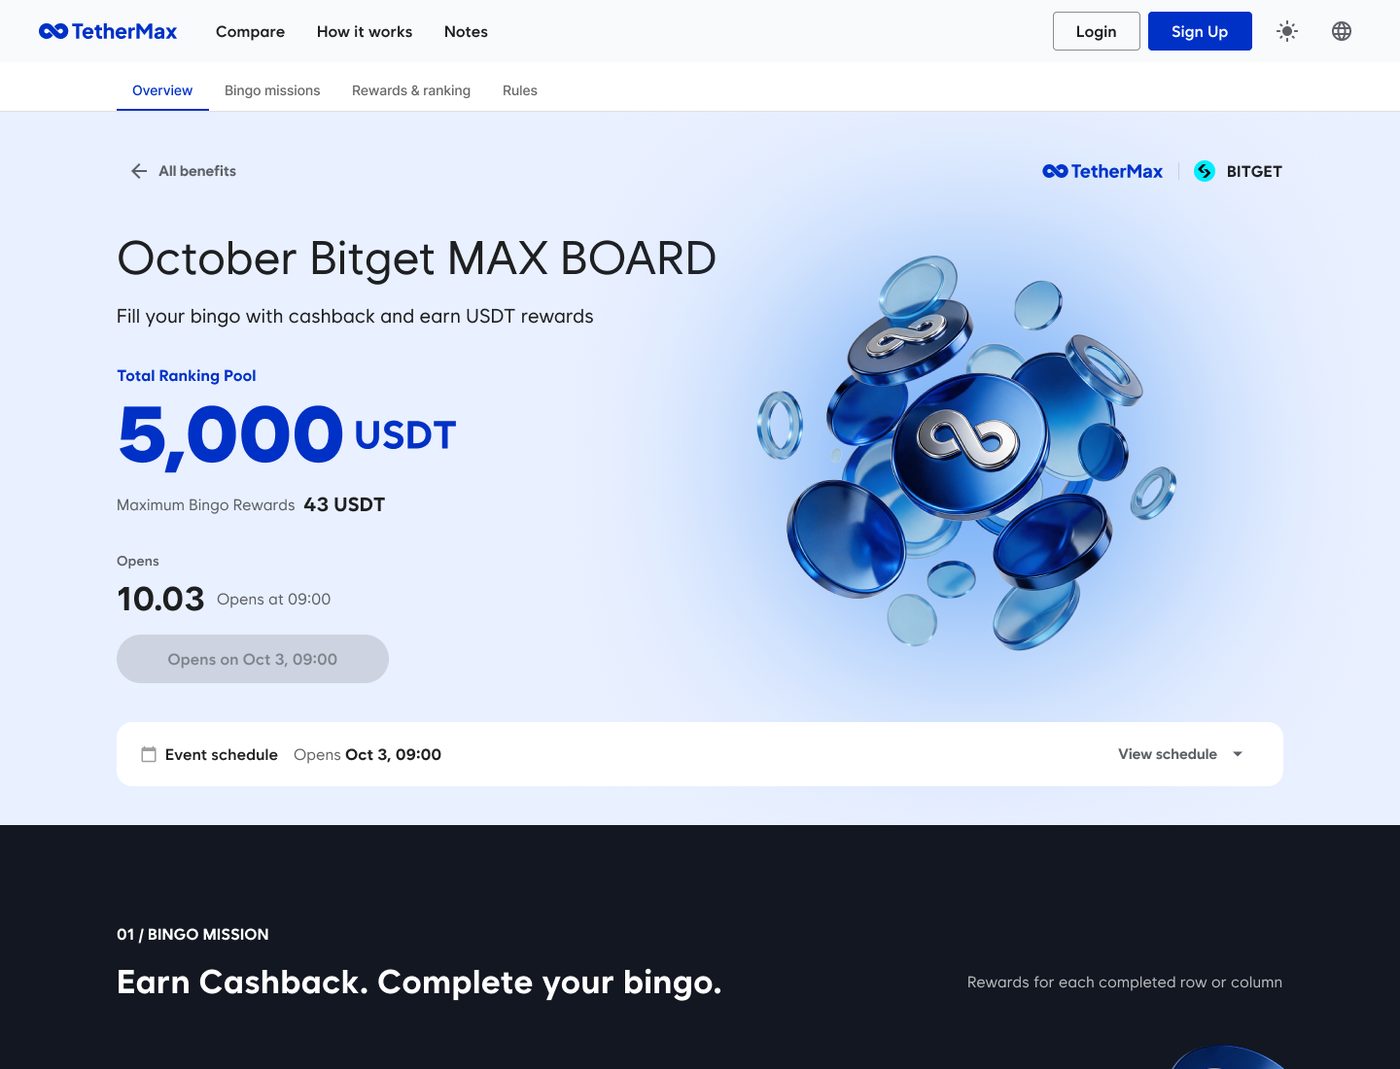 TetherMax
Compare
How it works
Notes
Login
Sign Up
Overview
Bingo missions
Rewards & ranking
Rules
All benefits
TetherMax
BITGET
October Bitget MAX BOARD
Fill your bingo with cashback and earn USDT rewards
Total Ranking Pool
5,000 USDT
Maximum Bingo Rewards 43 USDT
Opens
10.03 Opens at 09:00
Opens on Oct 3, 09:00
Event schedule Opens Oct 3, 09:00
View schedule
01 / BINGO MISSION
Earn Cashback. Complete your bingo.
Rewards for each completed row or column